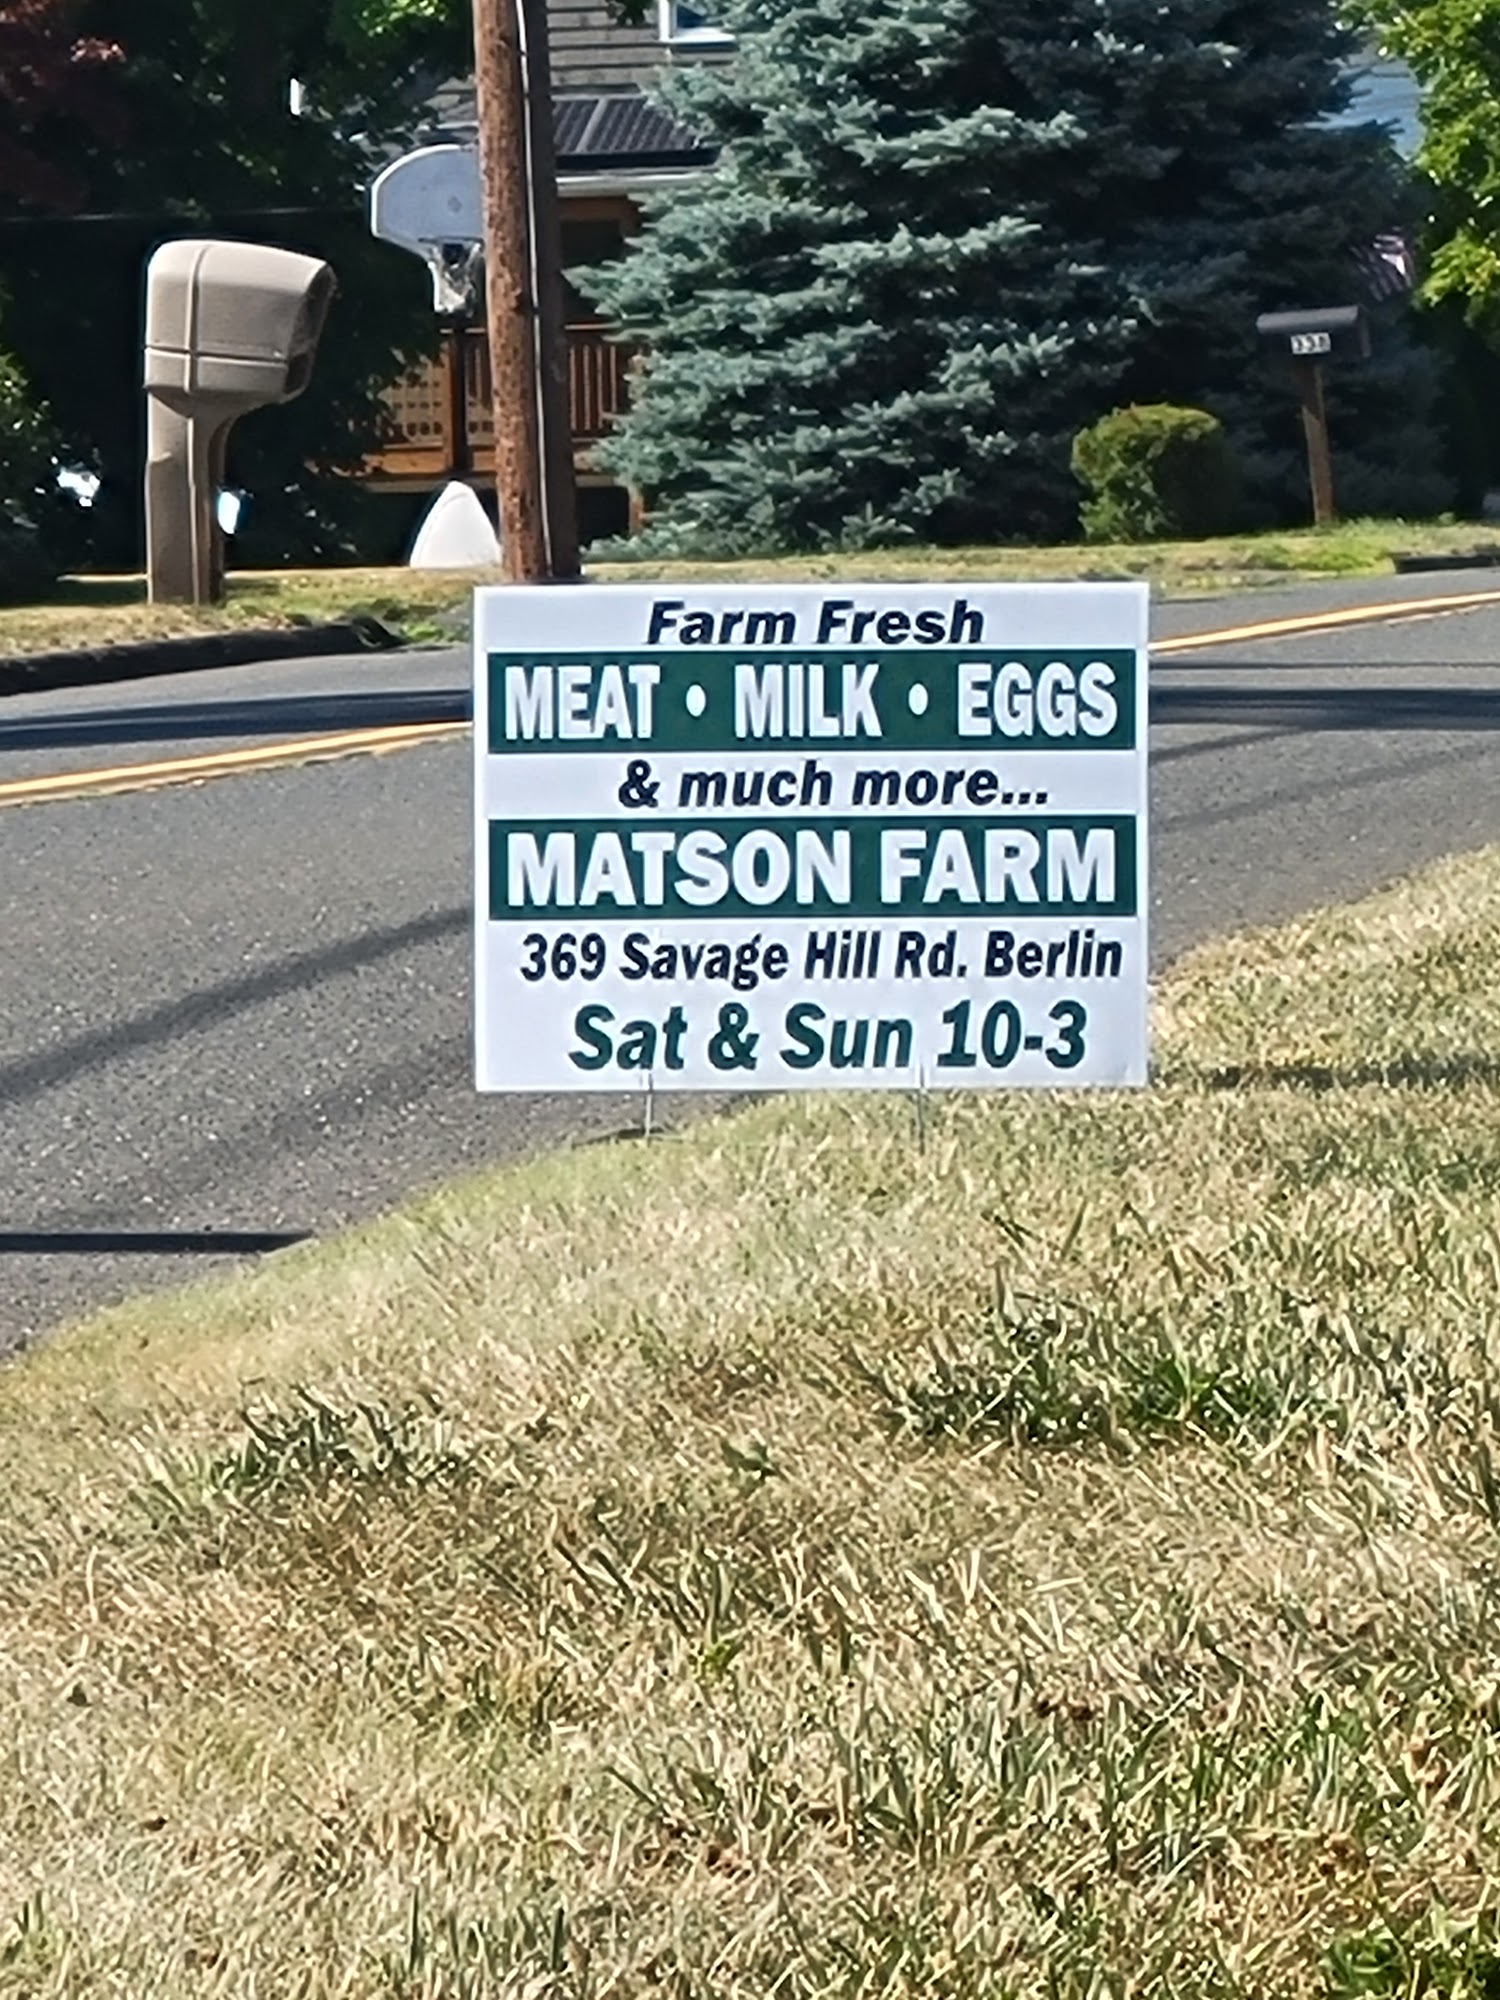 Farm Fresh
MEAT • MILK • EGGS
& much more...
MATSON FARM
369 Savage Hill Rd. Berlin
Sat & Sun 10-3